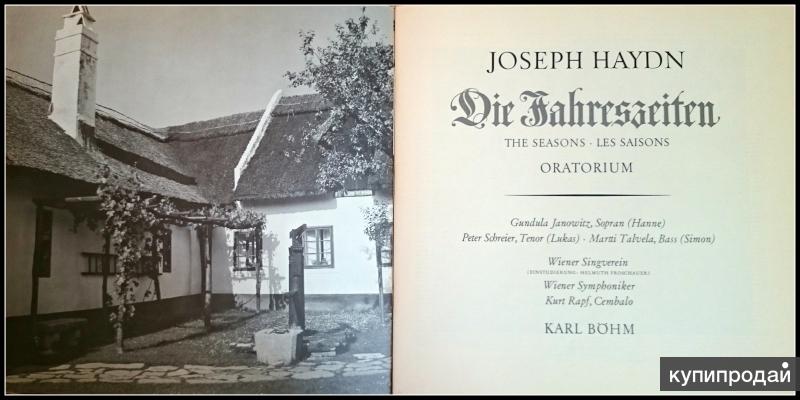 JOSEPH HAYDN
Die Jahreszeiten
THE SEASONS · LES SAISONS
ORATORIUM
Gundula Janowitz, Sopran (Hanne)
Peter Schreier, Tenor (Lukas) · Martti Talvela, Bass (Simon)
Wiener Singverein
(EINSTUDIERUNG: HELMUTH FROSCHAUER)
Wiener Symphoniker
Kurt Rapf, Cembalo
KARL BÖHM
купипродай